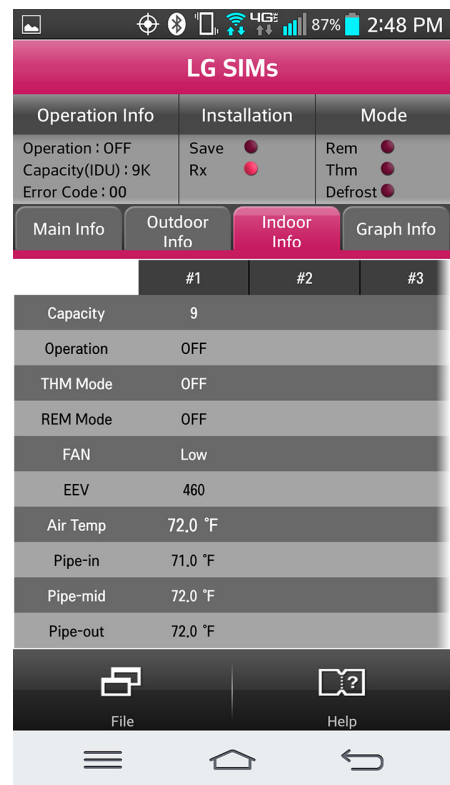 4G 87% 2:48 PM
LG SIMs
Operation Info Installation Mode
Operation : OFF Save Rem
Capacity(IDU) : 9K Rx Thm
Error Code : 00 Defrost
Main Info Outdoor Info Indoor Info Graph Info
#1 #2 #3
Capacity 9
Operation OFF
THM Mode OFF
REM Mode OFF
FAN Low
EEV 460
Air Temp 72.0 °F
Pipe-in 71.0 °F
Pipe-mid 72.0 °F
Pipe-out 72.0 °F
?
File Help